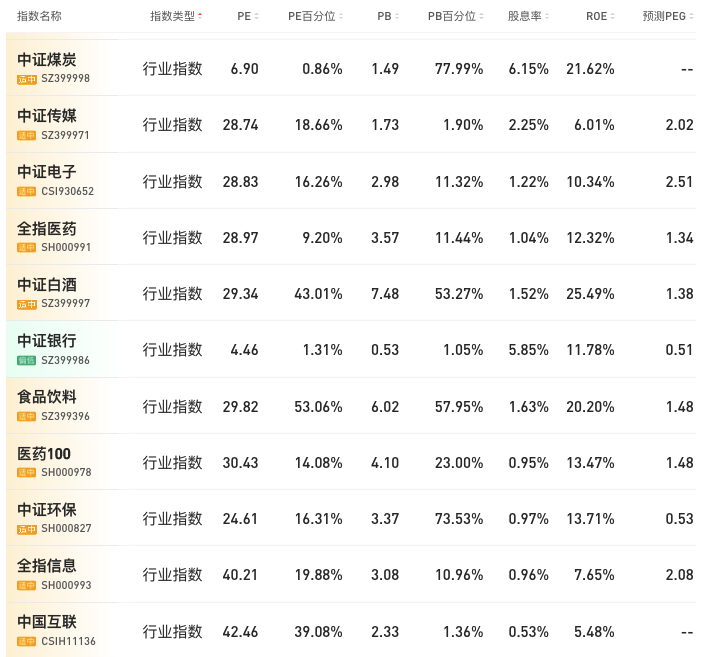 指数名称 指数类型 PE PE百分位 PB PB百分位 股息率 ROE 预测PEG
中证煤炭
适中 SZ399998
行业指数 6.90 0.86% 1.49 77.99% 6.15% 21.62% --
中证传媒
适中 SZ399971
行业指数 28.74 18.66% 1.73 1.90% 2.25% 6.01% 2.02
中证电子
适中 CSI930652
行业指数 28.83 16.26% 2.98 11.32% 1.22% 10.34% 2.51
全指医药
适中 SH000991
行业指数 28.97 9.20% 3.57 11.44% 1.04% 12.32% 1.34
中证白酒
适中 SZ399997
行业指数 29.34 43.01% 7.48 53.27% 1.52% 25.49% 1.38
中证银行
偏低 SZ399986
行业指数 4.46 1.31% 0.53 1.05% 5.85% 11.78% 0.51
食品饮料
适中 SZ399396
行业指数 29.82 53.06% 6.02 57.95% 1.63% 20.20% 1.48
医药100
适中 SH000978
行业指数 30.43 14.08% 4.10 23.00% 0.95% 13.47% 1.48
中证环保
适中 SH000827
行业指数 24.61 16.31% 3.37 73.53% 0.97% 13.71% 0.53
全指信息
适中 SH000993
行业指数 40.21 19.88% 3.08 10.96% 0.96% 7.65% 2.08
中国互联
适中 CSIH11136
行业指数 42.46 39.08% 2.33 1.36% 0.53% 5.48% --